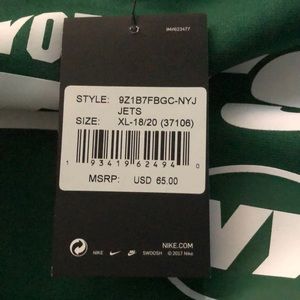 STYLE: 9Z1B7FBGC-NYJ
JETS
SIZE: XL-18/20 (37106)
1 93419 62494 0
MSRP: USD 65.00
NIKE.COM
NIKE SWOOSH © 2017 Nike